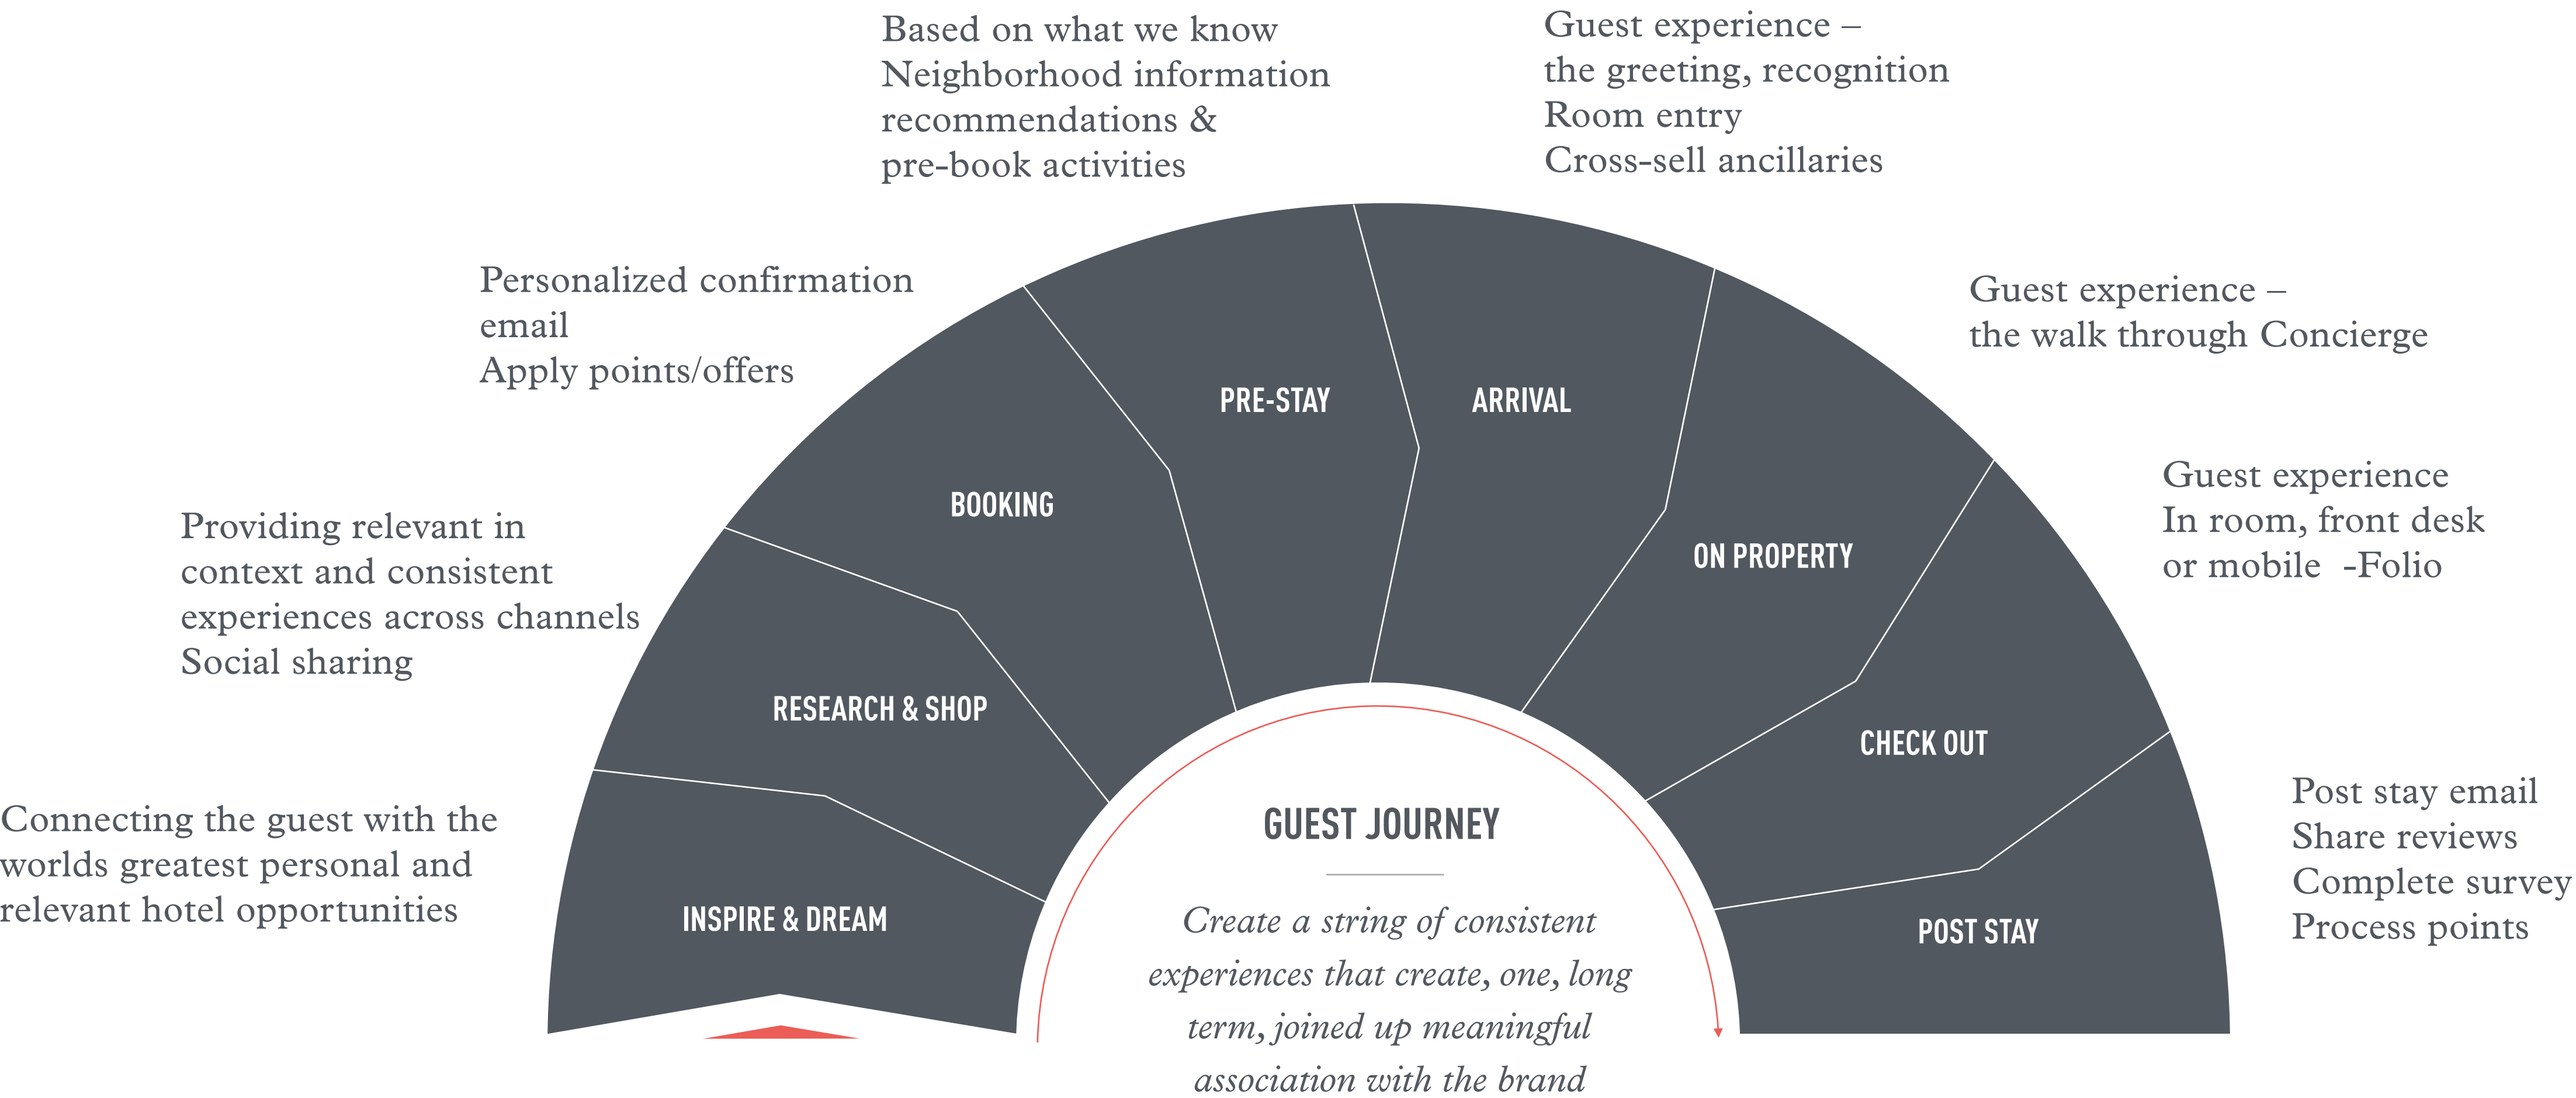 Connecting the guest with the
worlds greatest personal and
relevant hotel opportunities
INSPIRE & DREAM
Providing relevant in
context and consistent
experiences across channels
Social sharing
RESEARCH & SHOP
Personalized confirmation
email
Apply points/offers
BOOKING
Based on what we know
Neighborhood information
recommendations &
pre-book activities
PRE-STAY
Guest experience –
the greeting, recognition
Room entry
Cross-sell ancillaries
ARRIVAL
Guest experience –
the walk through Concierge
ON PROPERTY
Guest experience
In room, front desk
or mobile  -Folio
CHECK OUT
Post stay email
Share reviews
Complete survey
Process points
POST STAY
GUEST JOURNEY
Create a string of consistent
experiences that create, one, long
term, joined up meaningful
association with the brand